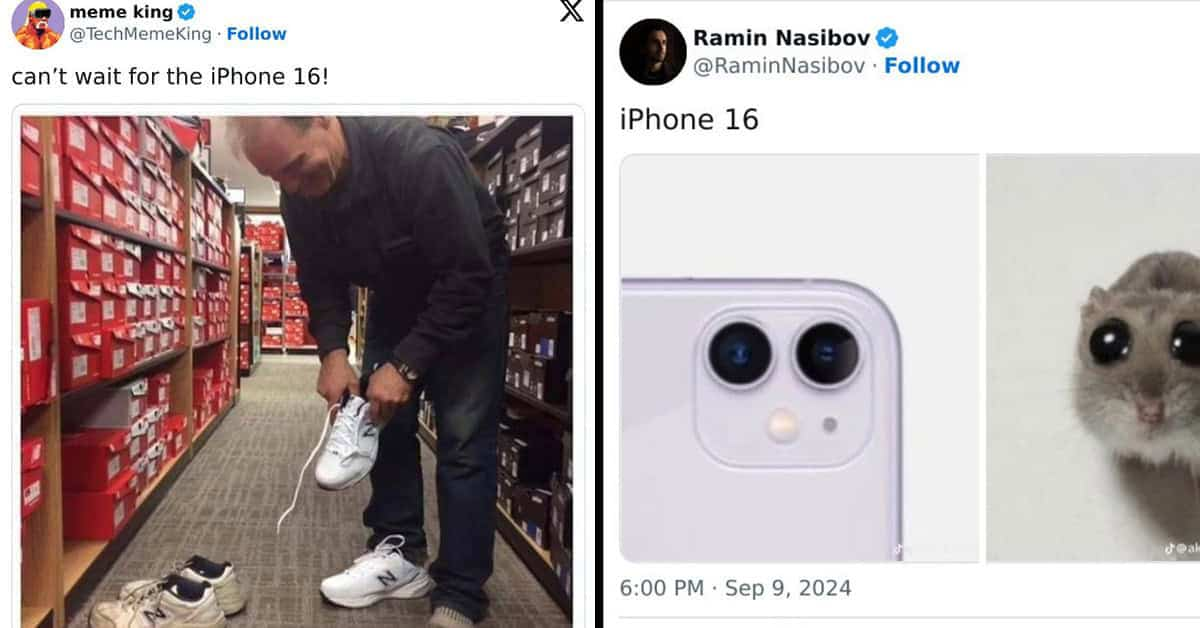 meme king
@TechMemeKing · Follow
X
can’t wait for the iPhone 16!
N
N
N
Ramin Nasibov
@RaminNasibov · Follow
iPhone 16
@ak
6:00 PM · Sep 9, 2024